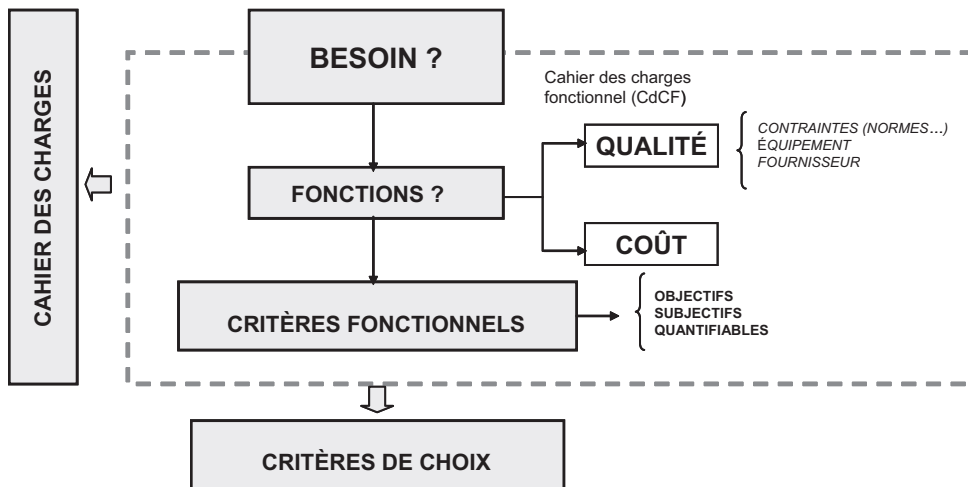 CAHIER DES CHARGES
BESOIN ?
Cahier des charges
fonctionnel (CdCF)
QUALITÉ
CONTRAINTES (NORMES...)
ÉQUIPEMENT
FOURNISSEUR
FONCTIONS ?
COÛT
CRITÈRES FONCTIONNELS
OBJECTIFS
SUBJECTIFS
QUANTIFIABLES
CRITÈRES DE CHOIX